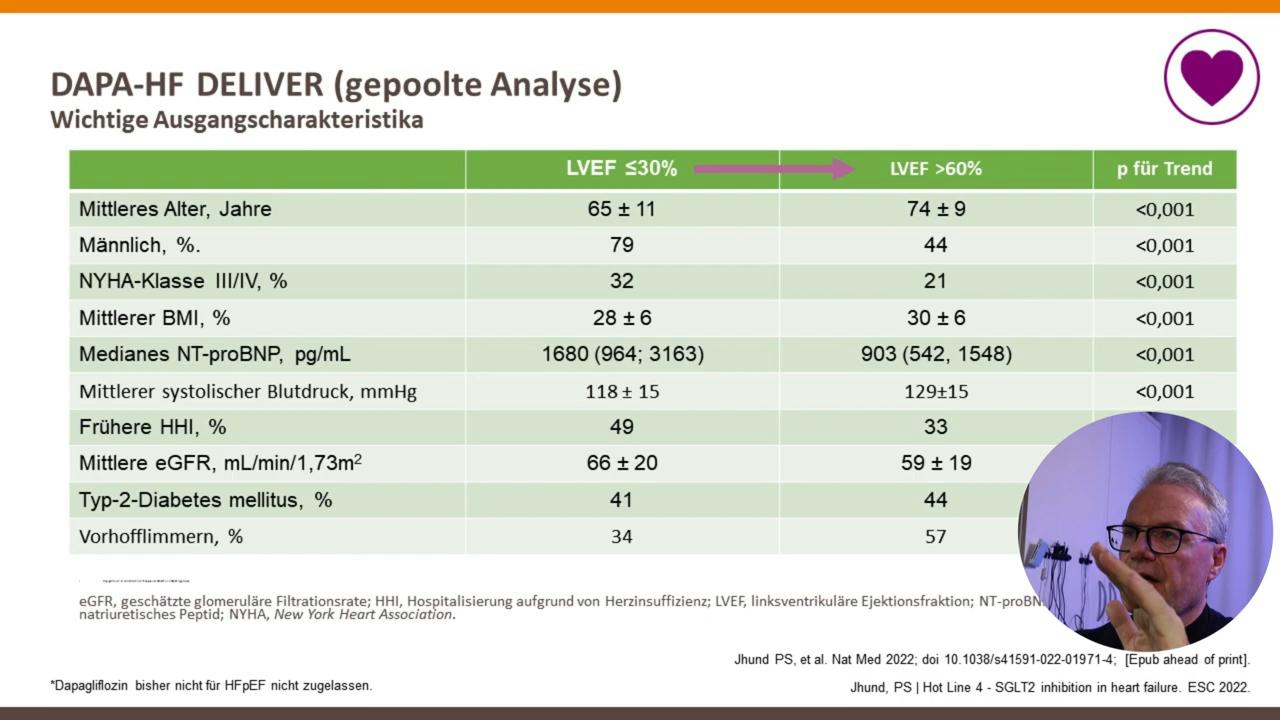 DAPA-HF DELIVER (gepoolte Analyse)
Wichtige Ausgangscharakteristika
LVEF ≤30% LVEF >60% p für Trend
Mittleres Alter, Jahre 65 ± 11 74 ± 9 <0,001
Männlich, %. 79 44 <0,001
NYHA-Klasse III/IV, % 32 21 <0,001
Mittlerer BMI, % 28 ± 6 30 ± 6 <0,001
Medianes NT-proBNP, pg/mL 1680 (964; 3163) 903 (542, 1548) <0,001
Mittlerer systolischer Blutdruck, mmHg 118 ± 15 129±15 <0,001
Frühere HHI, % 49 33
Mittlere eGFR, mL/min/1,73m² 66 ± 20 59 ± 19
Typ-2-Diabetes mellitus, % 41 44
Vorhofflimmern, % 34 57
eGFR, geschätzte glomeruläre Filtrationsrate; HHI, Hospitalisierung aufgrund von Herzinsuffizienz; LVEF, linksventrikuläre Ejektionsfraktion;
natriuretisches Peptid; NYHA, New York Heart Association.
Jhund PS, et al. Nat Med 2022; doi 10.1038/s41591-022-01971-4; [Epub ahead of print].
*Dapagliflozin bisher nicht für HFpEF nicht zugelassen.
Jhund, PS | Hot Line 4 - SGLT2 inhibition in heart failure. ESC 2022.